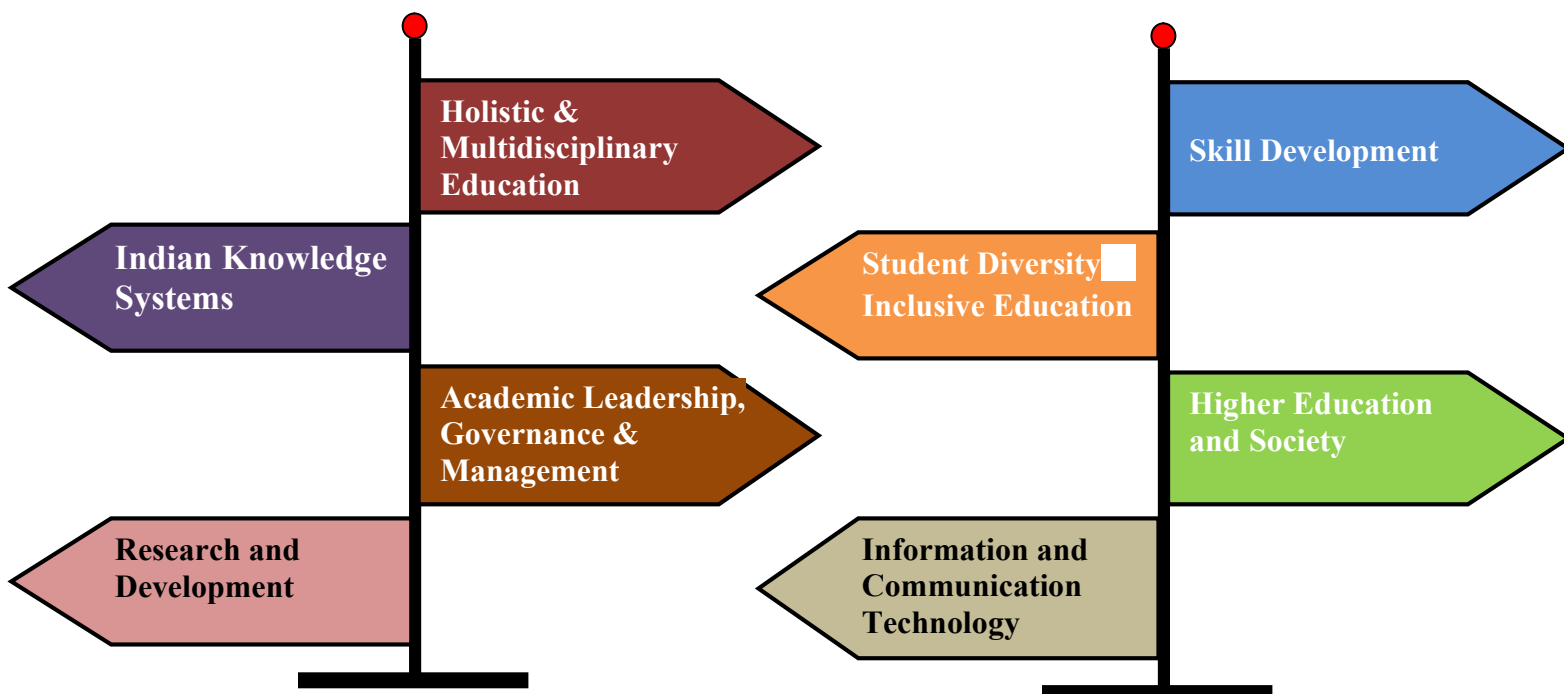 Holistic &
Multidisciplinary
Education
Indian Knowledge
Systems
Academic Leadership,
Governance &
Management
Research and
Development
Skill Development
Student Diversity
Inclusive Education
Higher Education
and Society
Information and
Communication
Technology